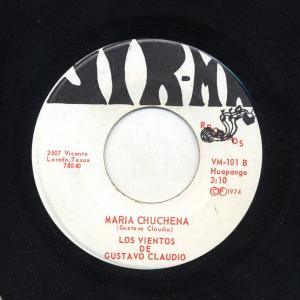 VIR-MA
RECORDS
2507 Vicente
Laredo, Texas
78040
VM-101 B
Huapango
2:10
Ⓒ Ⓟ 1974
MARIA CHUCHENA
(Gustavo Claudio)
LOS VIENTOS
DE
GUSTAVO CLAUDIO